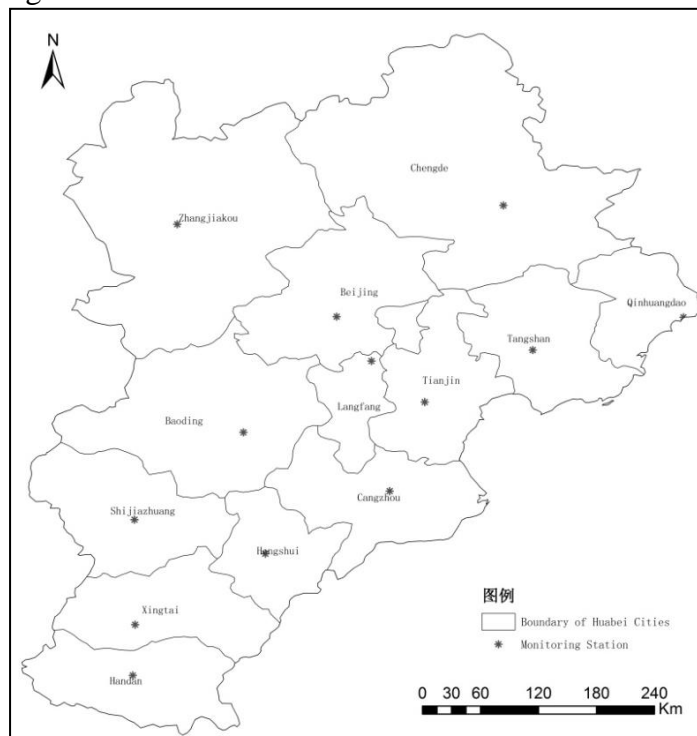 N
Chengde
Zhangjiakou
Beijing
Qinhuangdao
Tangshan
Tianjin
Langfang
Baoding
Cangzhou
Shijiazhuang
Hengshui
Xingtai
Handan
图例
Boundary of Huabei Cities
Monitoring Station
0 30 60 120 180 240
Km